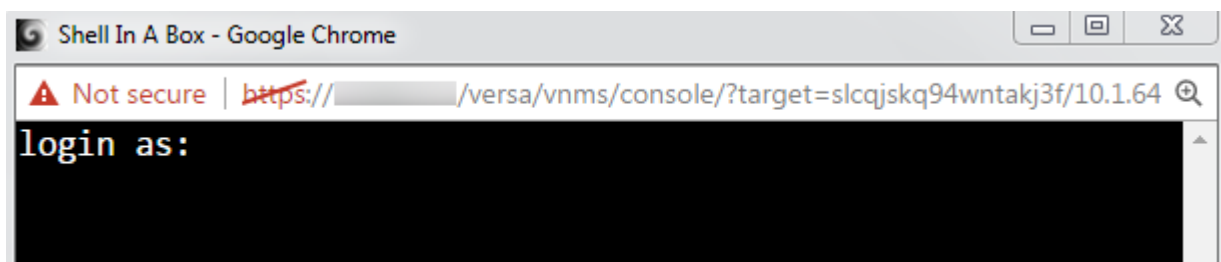 Shell In A Box - Google Chrome
Not secure | https:// /versa/vnms/console/?target=slcqjskq94wntakj3f/10.1.64
login as: